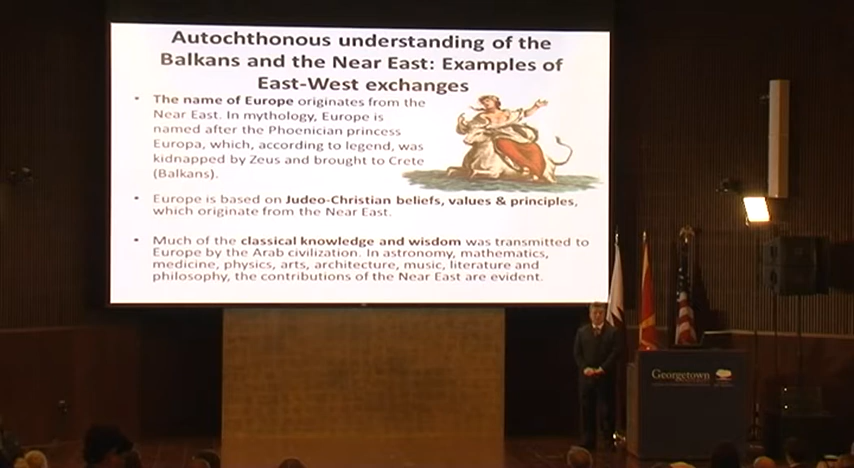 Autochthonous understanding of the
Balkans and the Near East: Examples of
East-West exchanges
• The name of Europe originates from the
Near East. In mythology, Europe is
named after the Phoenician princess
Europa, which, according to legend, was
kidnapped by Zeus and brought to Crete
(Balkans).
• Europe is based on Judeo-Christian beliefs, values & principles,
which originate from the Near East.
• Much of the classical knowledge and wisdom was transmitted to
Europe by the Arab civilization. In astronomy, mathematics,
medicine, physics, arts, architecture, music, literature and
philosophy, the contributions of the Near East are evident.
Georgetown